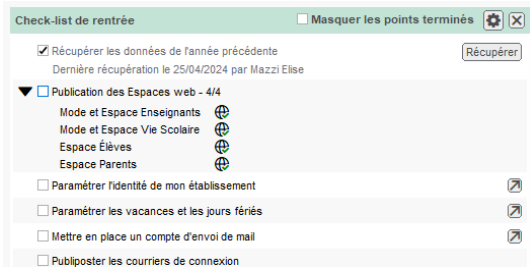 Check-list de rentrée
Masquer les points terminés
Récupérer les données de l'année précédente
Récupérer
Dernière récupération le 25/04/2024 par Mazzi Elise
Publication des Espaces web - 4/4
Mode et Espace Enseignants
Mode et Espace Vie Scolaire
Espace Élèves
Espace Parents
Paramétrer l'identité de mon établissement
Paramétrer les vacances et les jours fériés
Mettre en place un compte d'envoi de mail
Publiposter les courriers de connexion